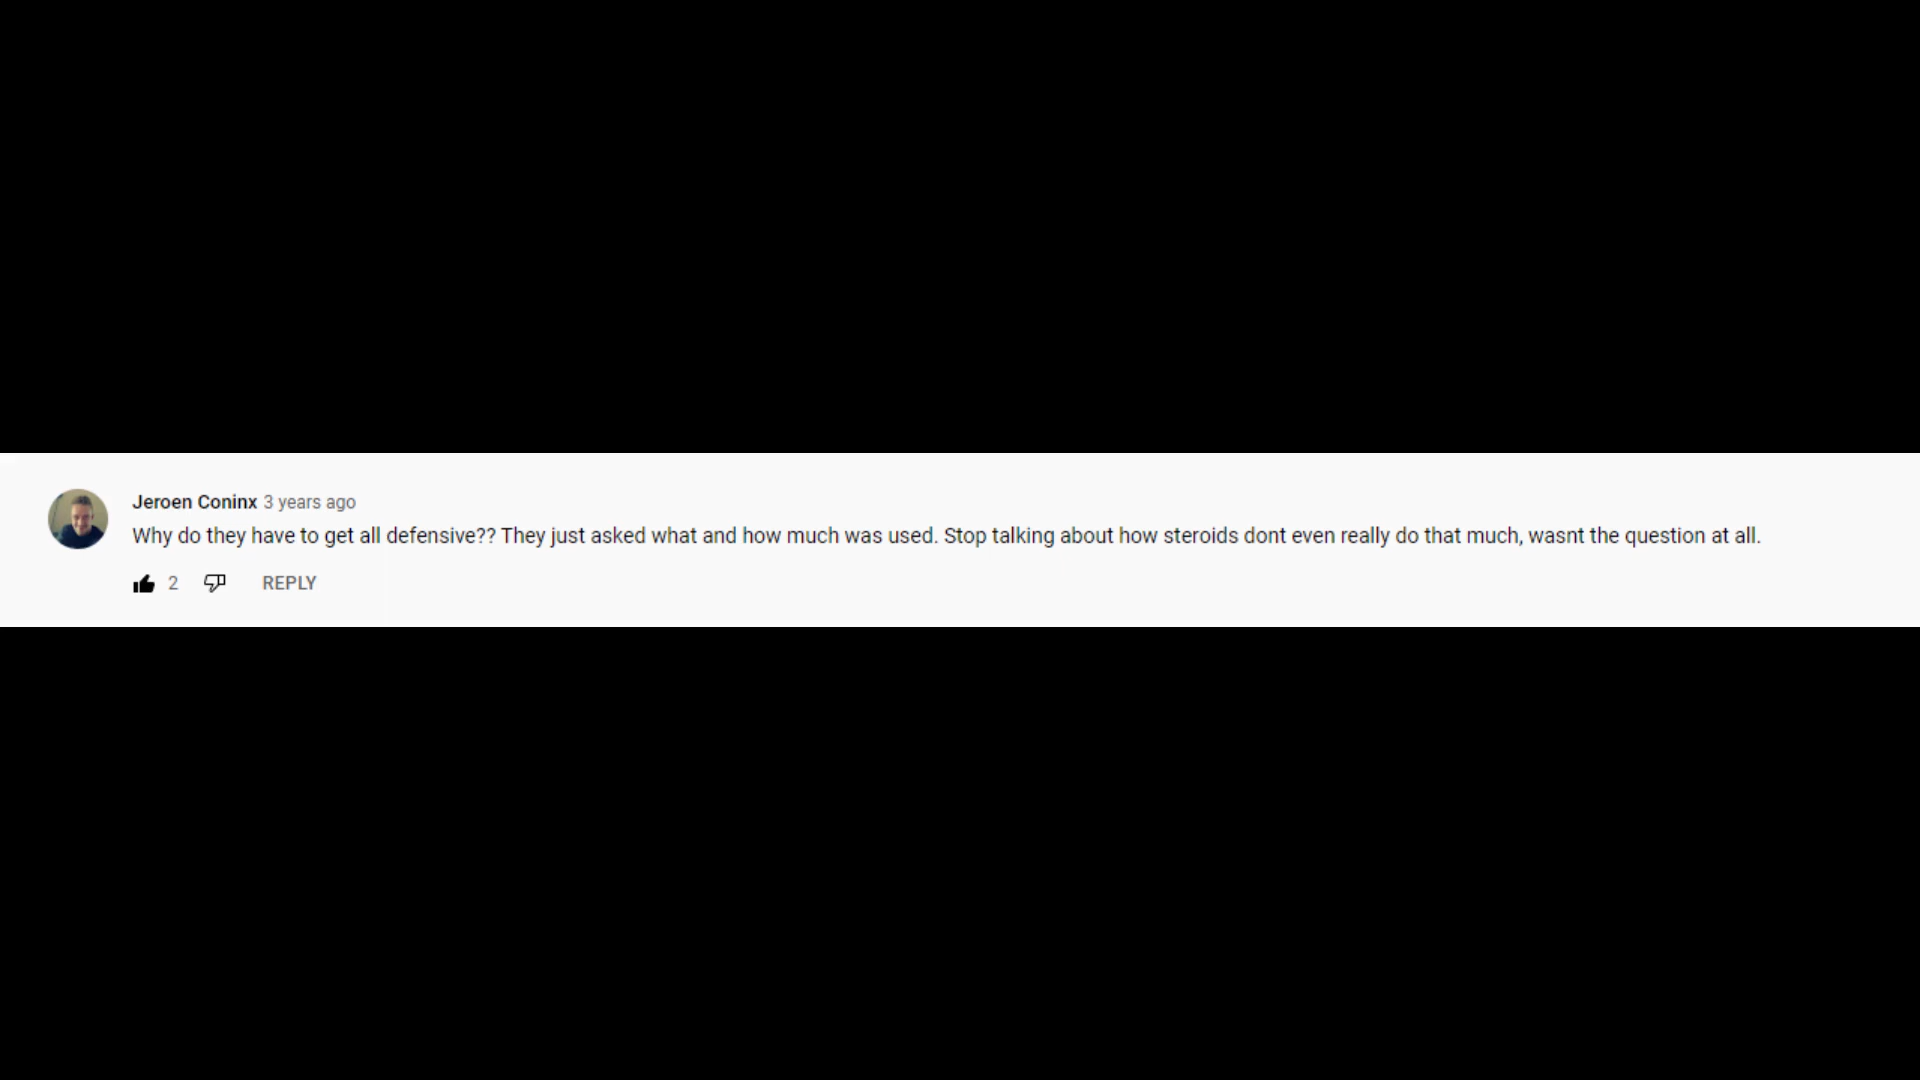 Jeroen Coninx 3 years ago
Why do they have to get all defensive?? They just asked what and how much was used. Stop talking about how steroids dont even really do that much, wasnt the question at all.
2 REPLY